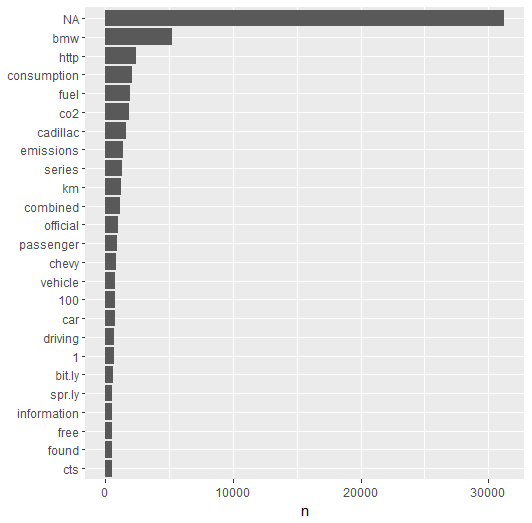 NA
bmw
http
consumption
fuel
co2
cadillac
emissions
series
km
combined
official
passenger
chevy
vehicle
100
car
driving
1
bit.ly
spr.ly
information
free
found
cts
0 10000 20000 30000
n